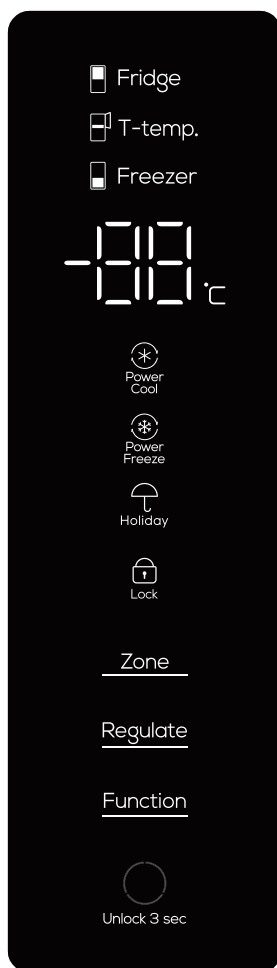 Fridge
T-temp.
Freezer
-88 °C
Power
Cool
Power
Freeze
Holiday
Lock
Zone
Regulate
Function
Unlock 3 sec